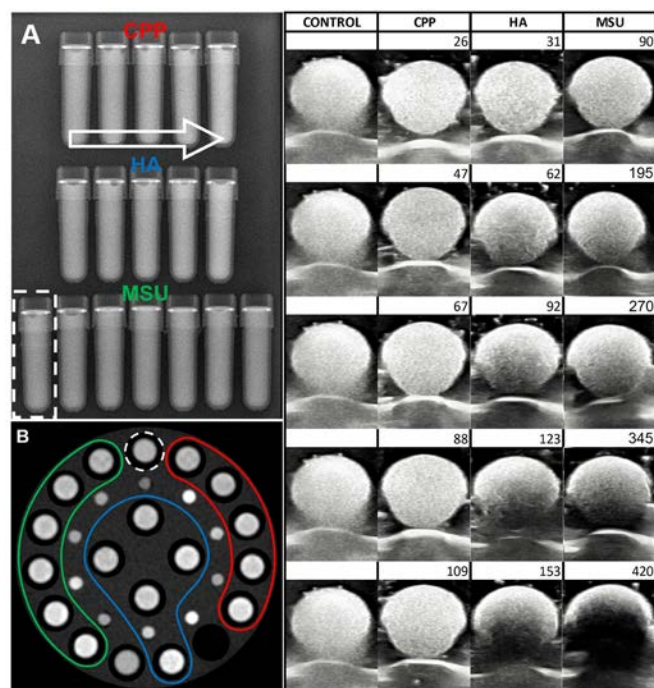 A
CPP
HA
MSU
B
CONTROL CPP HA MSU
26 31 90
47 62 195
67 92 270
88 123 345
109 153 420